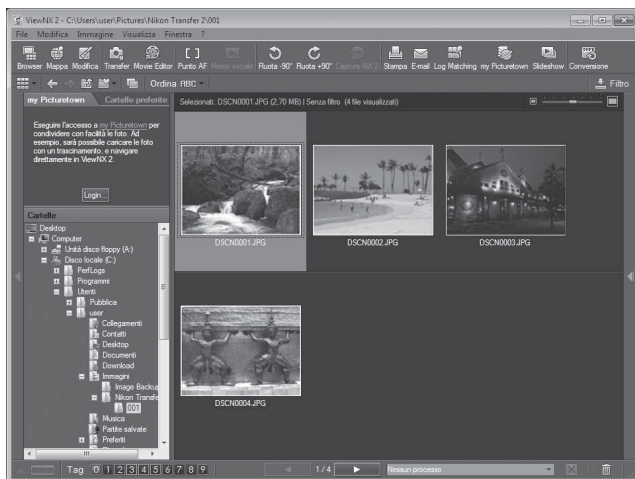 ViewNX 2 - C:\Users\user\Pictures\Nikon Transfer 2\001
File Modifica Immagine Visualizza Finestra ?
Browser Mappa Modifica Transfer Movie Editor Punto AF Memo vocale Ruota -90° Ruota +90° Capture NX 2 Stampa E-mail Log Matching my Picturetown Slideshow Conversione
Ordina ABC Filtro
my Picturetown Cartelle preferite
Selezionati: DSCN0001.JPG (2.70 MB) | Senza filtro (4 file visualizzati)
Eseguire l'accesso a my Picturetown per
condividere con facilità le foto. Ad
esempio, sarà possibile caricare le foto
con un trascinamento, e navigare
direttamente in ViewNX 2.
Login...
Cartelle
Desktop
Computer
Unità disco floppy (A:)
Disco locale (C:)
PerfLogs
Programmi
Utenti
Pubblica
user
Collegamenti
Contatti
Desktop
Documenti
Download
Immagini
Image Backup
Nikon Transfe
001
Musica
Partite salvate
Preferiti
DSCN0001.JPG
DSCN0002.JPG
DSCN0003.JPG
DSCN0004.JPG
Tag 0 1 2 3 4 5 6 7 8 9
1/4
Nessun processo